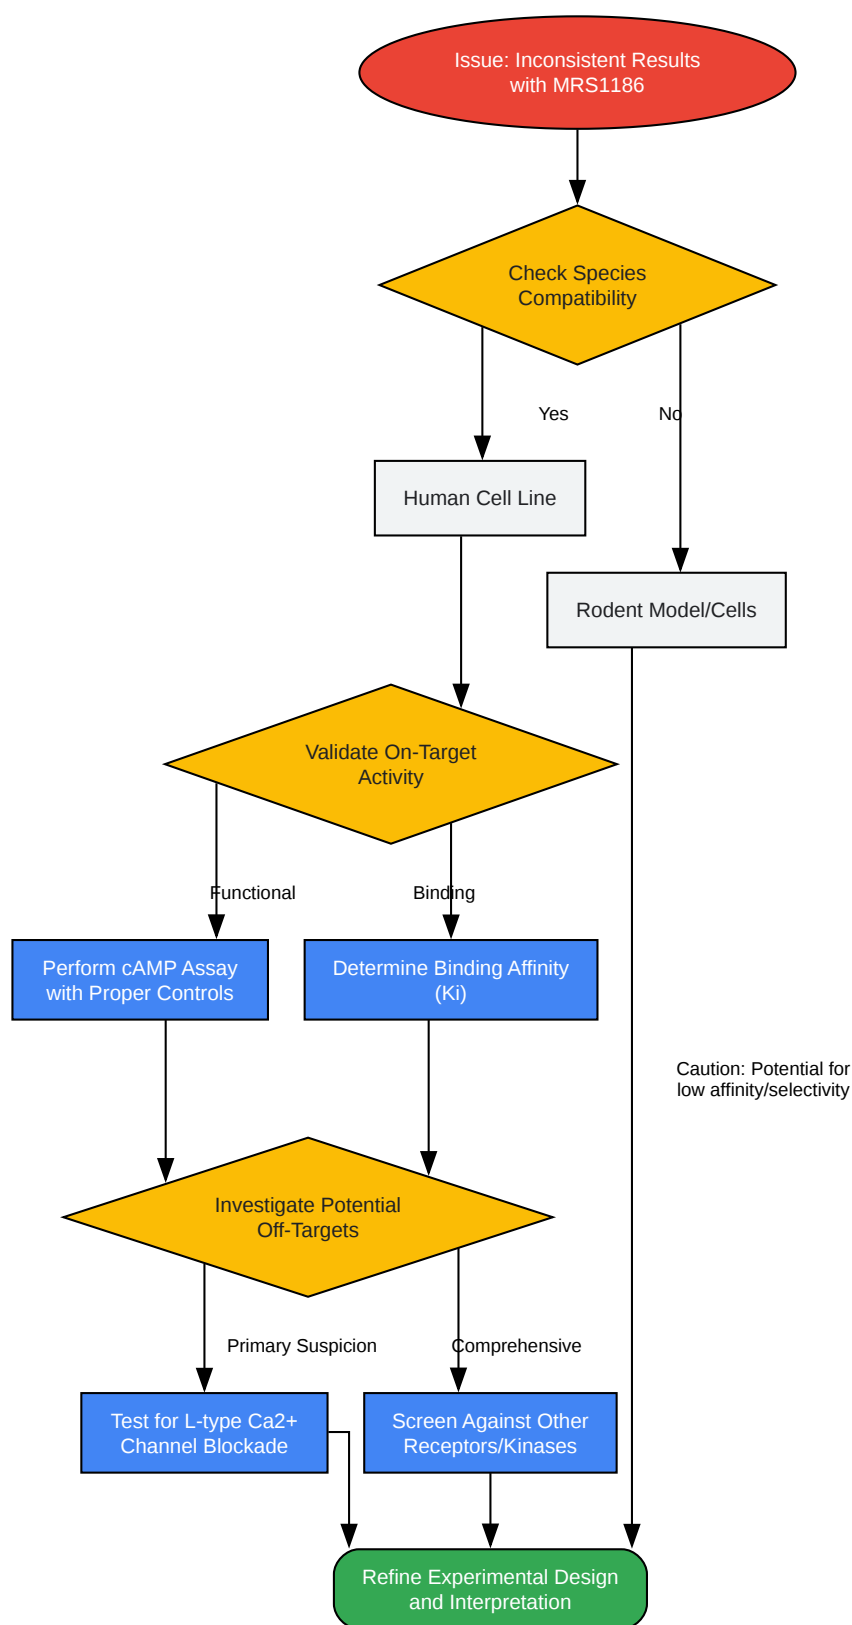 Issue: Inconsistent Results
with MRS1186
Check Species
Compatibility
Yes
No
Human Cell Line
Rodent Model/Cells
Validate On-Target
Activity
Functional
Binding
Perform cAMP Assay
with Proper Controls
Determine Binding Affinity
(Ki)
Caution: Potential for
low affinity/selectivity
Investigate Potential
Off-Targets
Primary Suspicion
Comprehensive
Test for L-type Ca2+
Channel Blockade
Screen Against Other
Receptors/Kinases
Refine Experimental Design
and Interpretation